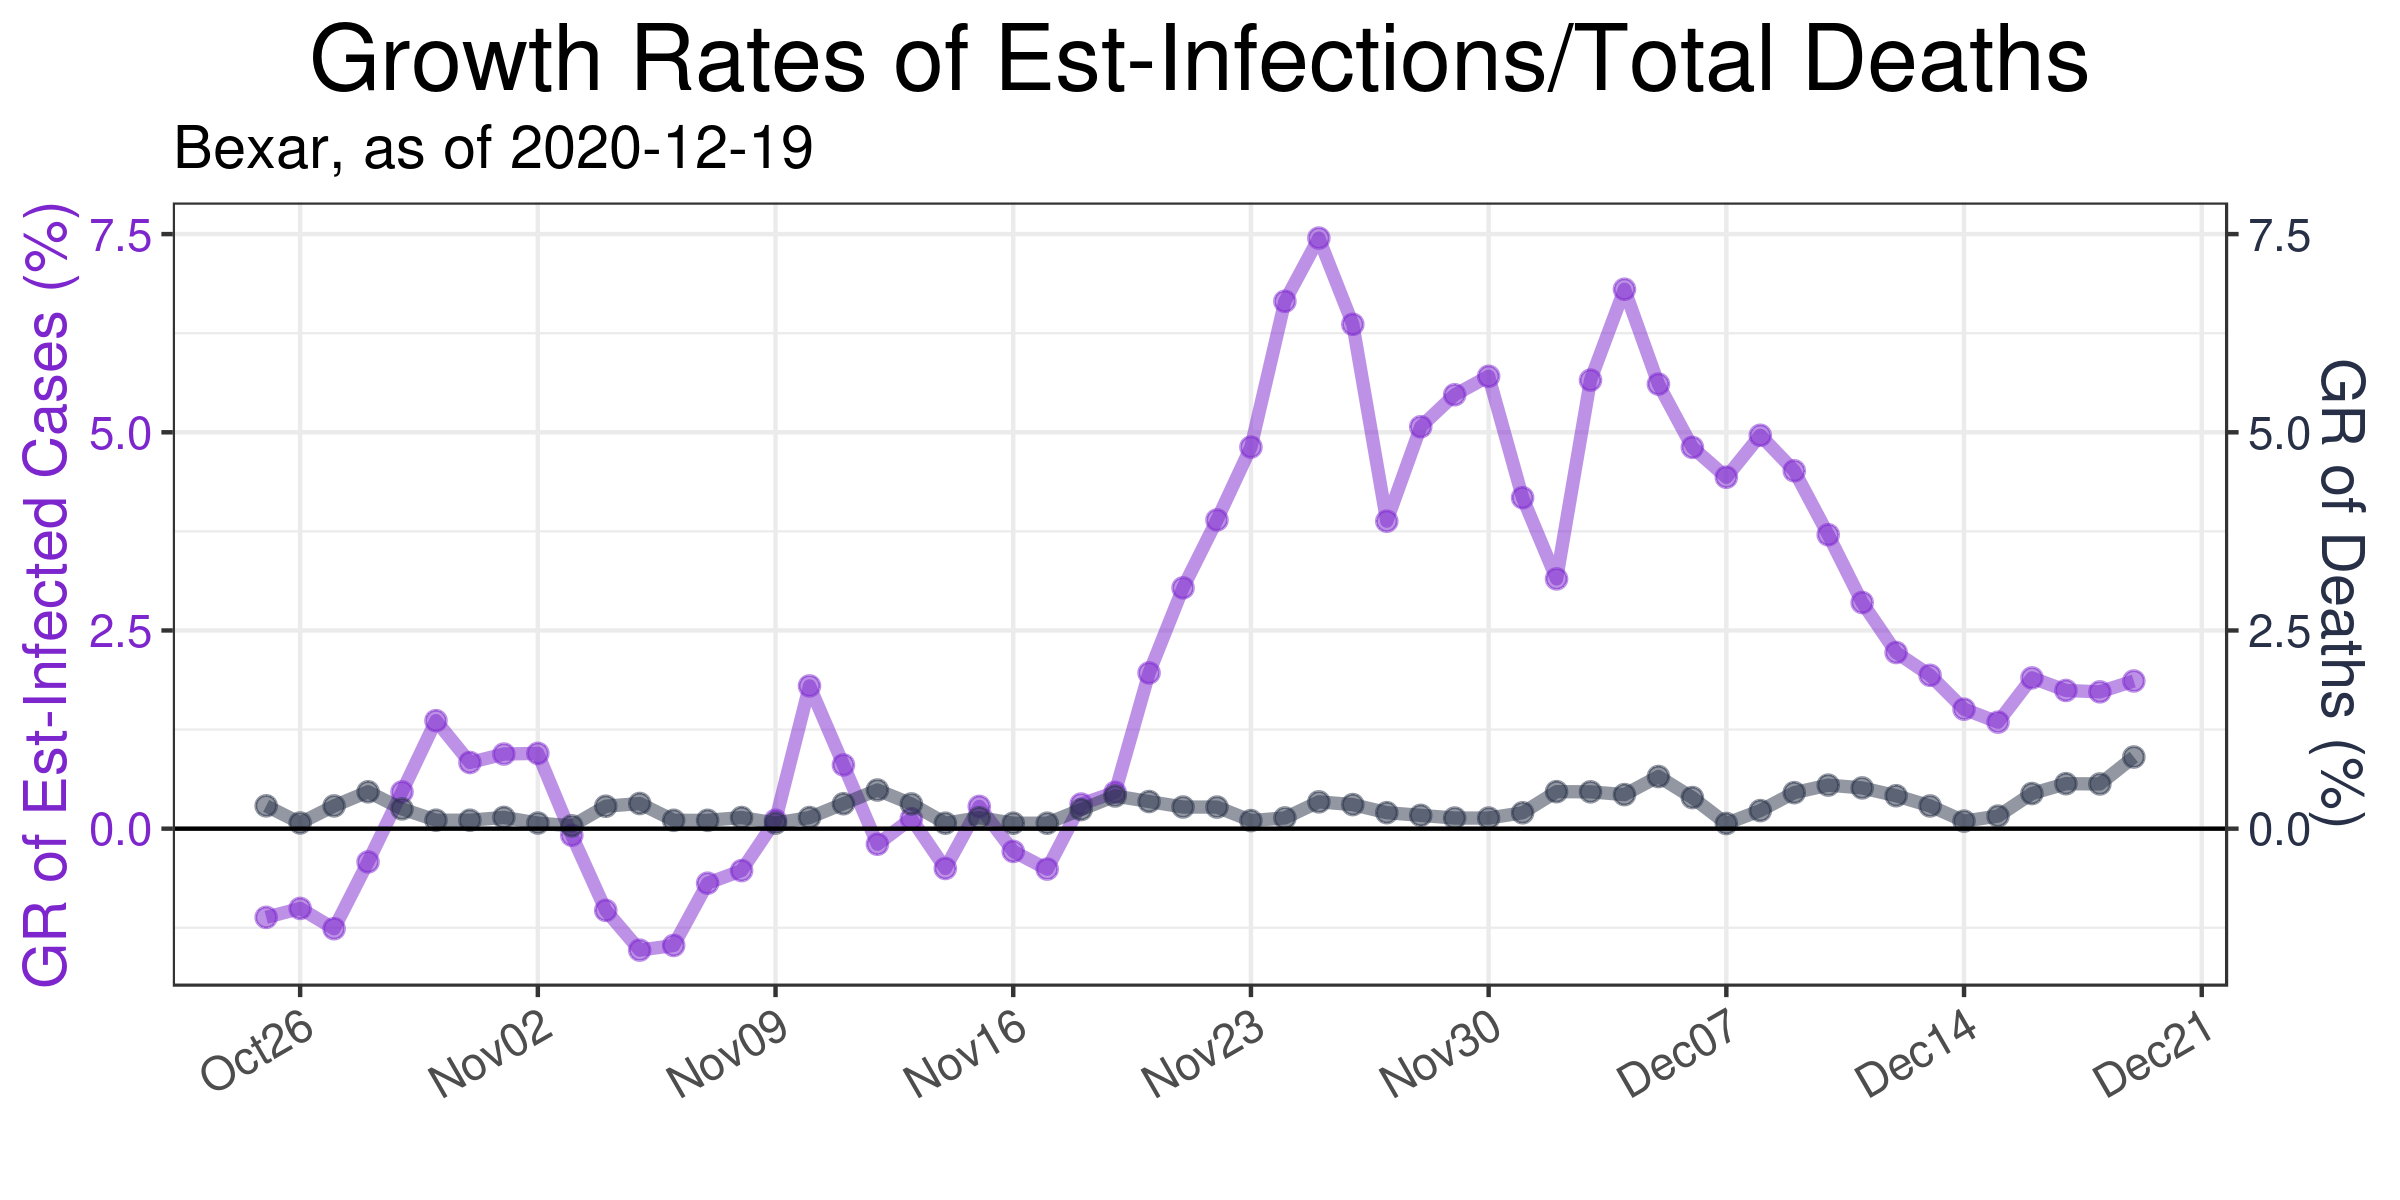 Growth Rates of Est-Infections/Total Deaths
Bexar, as of 2020-12-19
GR of Est-Infected Cases (%)
7.5
5.0
2.5
0.0
7.5
5.0
2.5
0.0
GR of Deaths (%)
Oct26
Nov02
Nov09
Nov16
Nov23
Nov30
Dec07
Dec14
Dec21